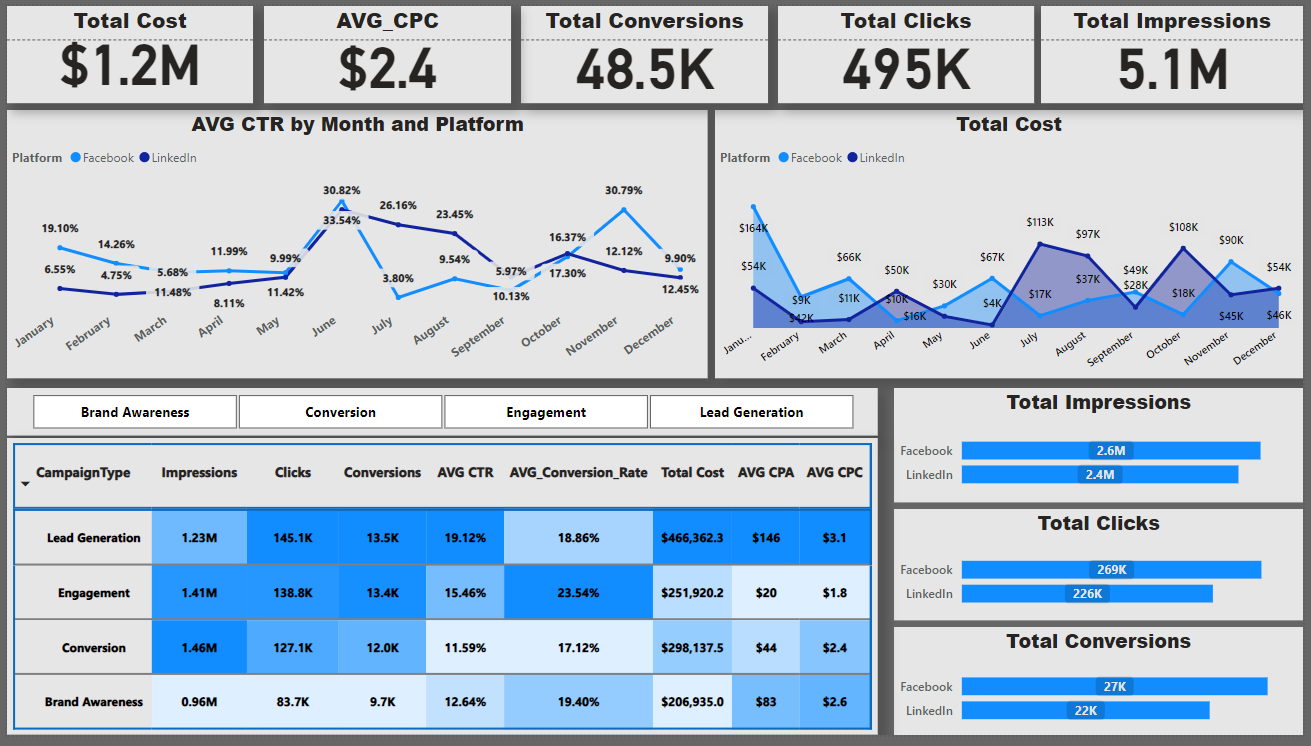 Total Cost
$1.2M
AVG_CPC
$2.4
Total Conversions
48.5K
Total Clicks
495K
Total Impressions
5.1M
AVG CTR by Month and Platform
Platform Facebook LinkedIn
30.82%
33.54%
30.79%
26.16%
23.45%
19.10%
14.26%
16.37%
11.99%
12.12%
9.99%
9.54%
9.90%
6.55%
4.75%
5.68%
3.80%
5.97%
17.30%
11.48%
8.11%
11.42%
10.13%
12.45%
January February March April May June July August September October November December
Total Cost
Platform Facebook LinkedIn
$164K
$113K
$108K
$97K
$90K
$54K
$66K
$50K
$67K
$49K
$54K
$9K
$11K
$10K
$30K
$4K
$17K
$37K
$28K
$18K
$42K
$16K
$45K
$46K
Janu... February March April May June July August September October November December
Brand Awareness Conversion Engagement Lead Generation
CampaignType Impressions Clicks Conversions AVG CTR AVG_Conversion_Rate Total Cost AVG CPA AVG CPC
Lead Generation 1.23M 145.1K 13.5K 19.12% 18.86% $466,362.3 $146 $3.1
Engagement 1.41M 138.8K 13.4K 15.46% 23.54% $251,920.2 $20 $1.8
Conversion 1.46M 127.1K 12.0K 11.59% 17.12% $298,137.5 $44 $2.4
Brand Awareness 0.96M 83.7K 9.7K 12.64% 19.40% $206,935.0 $83 $2.6
Total Impressions
Facebook 2.6M
LinkedIn 2.4M
Total Clicks
Facebook 269K
LinkedIn 226K
Total Conversions
Facebook 27K
LinkedIn 22K